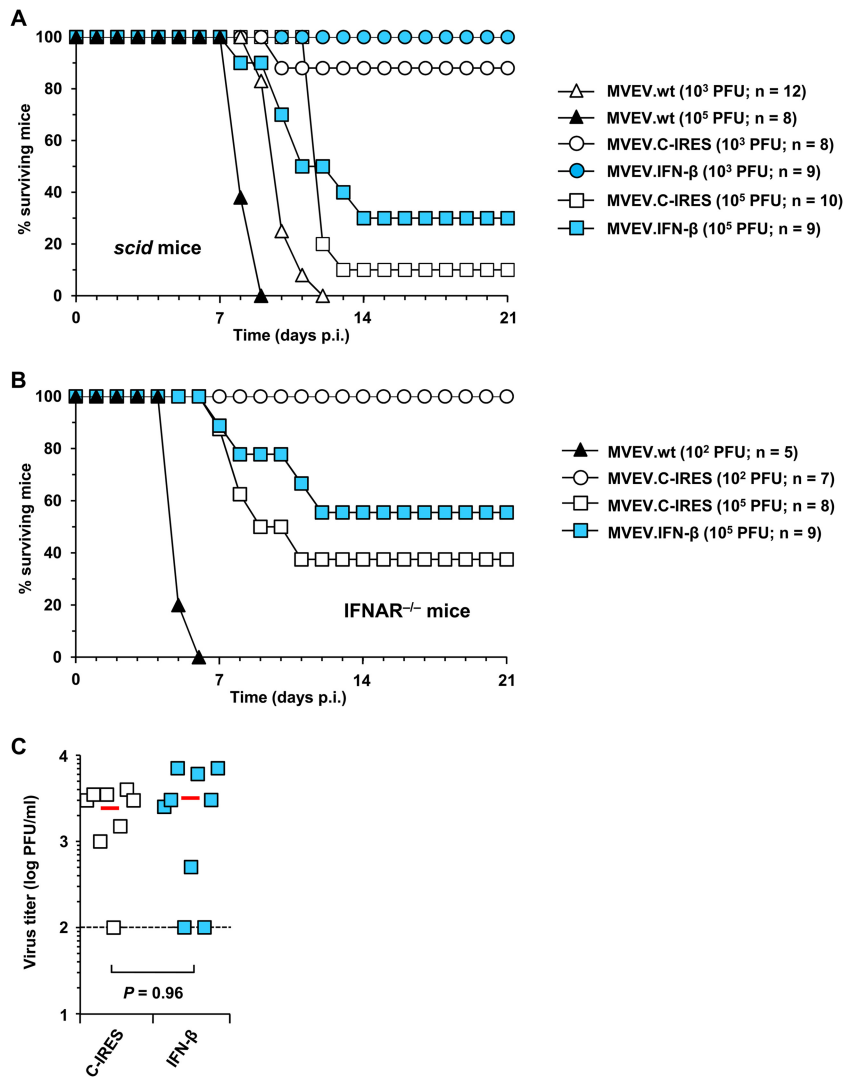 A
100
80
60
40
20
0
% surviving mice
scid mice
0 7 14 21
Time (days p.i.)
MVEV.wt (10³ PFU; n = 12)
MVEV.wt (10⁵ PFU; n = 8)
MVEV.C-IRES (10³ PFU; n = 8)
MVEV.IFN-β (10³ PFU; n = 9)
MVEV.C-IRES (10⁵ PFU; n = 10)
MVEV.IFN-β (10⁵ PFU; n = 9)
B
100
80
60
40
20
0
% surviving mice
IFNAR⁻/⁻ mice
0 7 14 21
Time (days p.i.)
MVEV.wt (10² PFU; n = 5)
MVEV.C-IRES (10² PFU; n = 7)
MVEV.C-IRES (10⁵ PFU; n = 8)
MVEV.IFN-β (10⁵ PFU; n = 9)
C
4
3
2
1
Virus titer (log PFU/ml)
P = 0.96
C-IRES
IFN-β